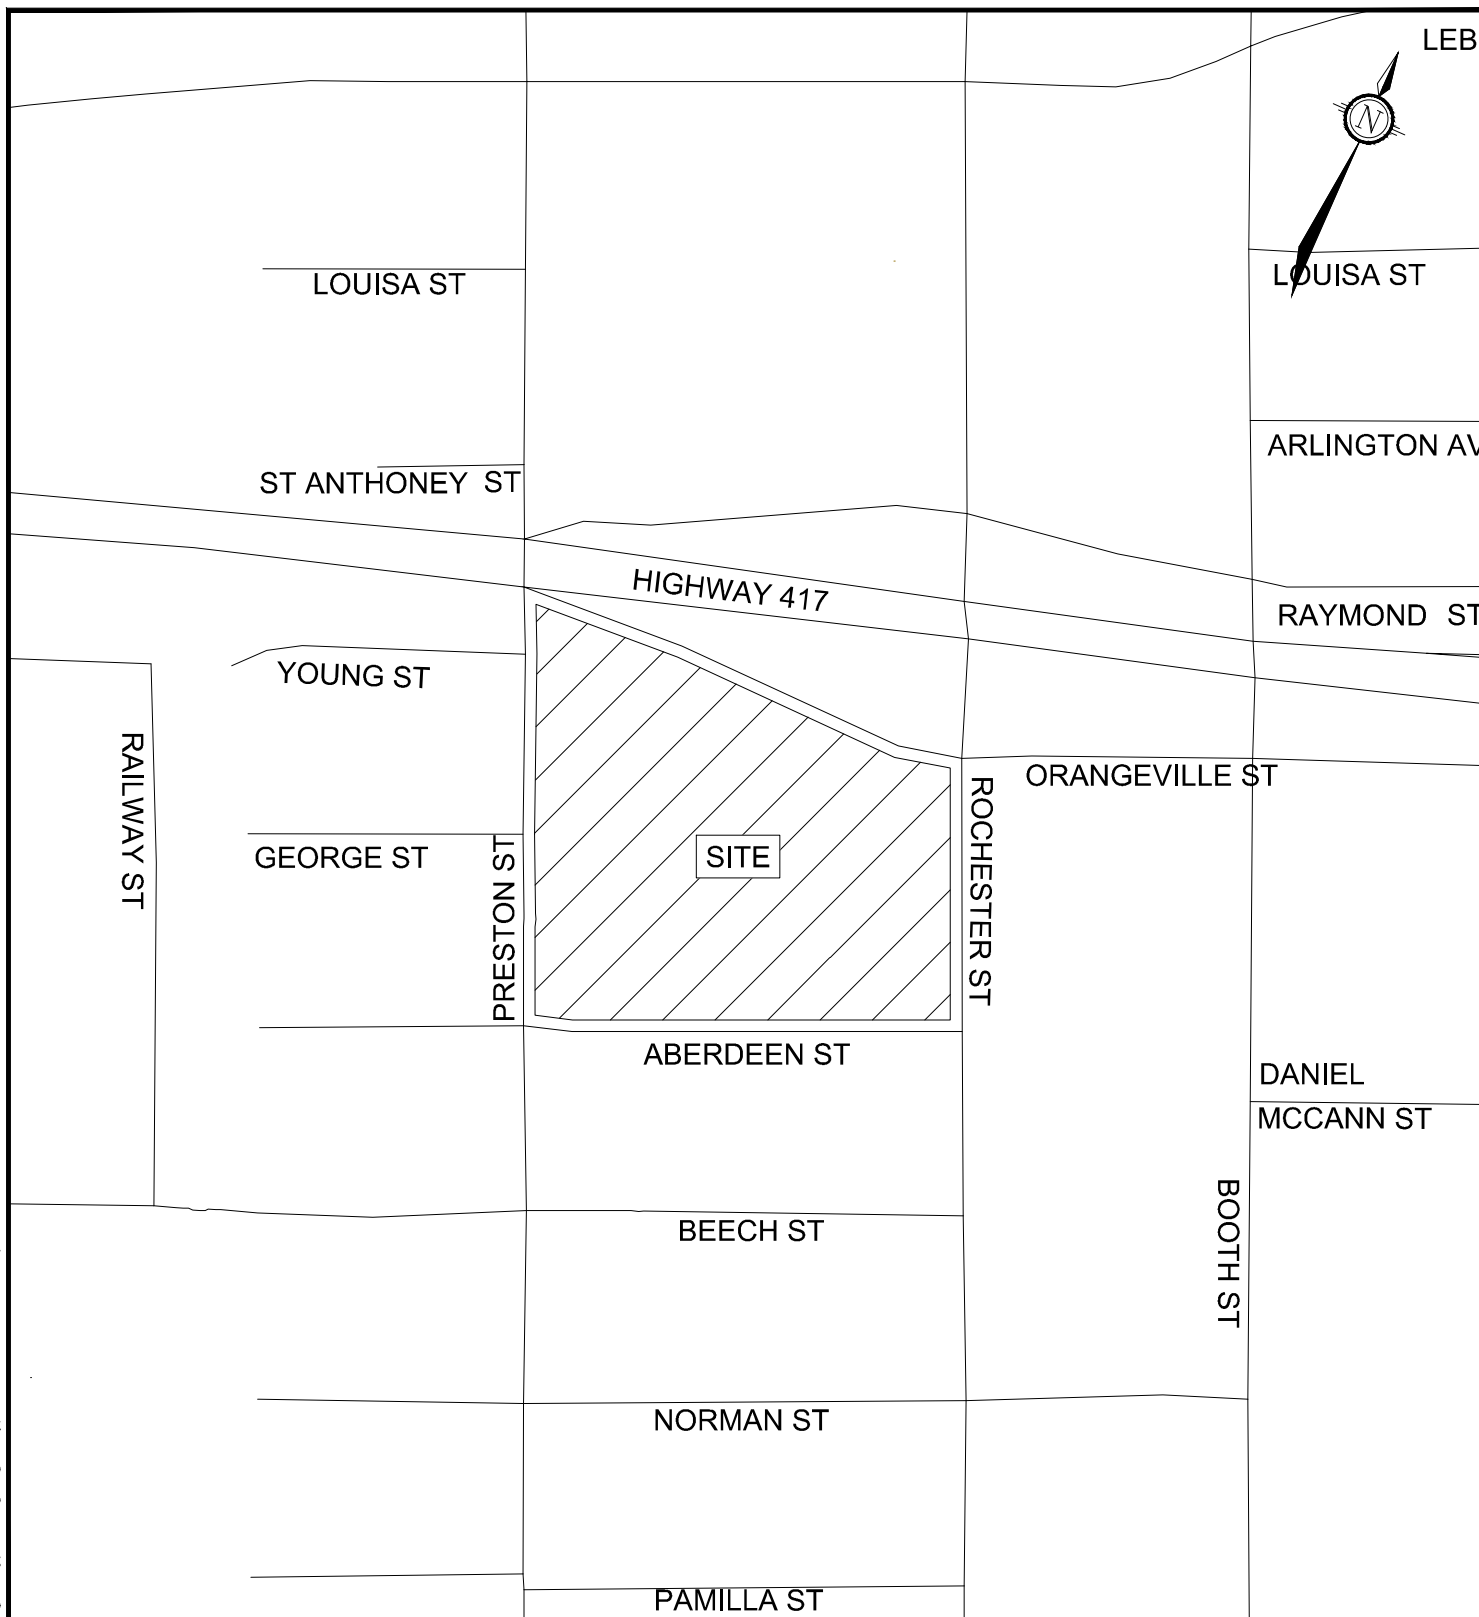 LEB
N
LOUISA ST
LOUISA ST
ARLINGTON AV
ST ANTHONEY ST
HIGHWAY 417
RAYMOND ST
YOUNG ST
RAILWAY ST
ORANGEVILLE ST
GEORGE ST
PRESTON ST
SITE
ROCHESTER ST
ABERDEEN ST
DANIEL
MCCANN ST
BEECH ST
BOOTH ST
NORMAN ST
PAMILLA ST